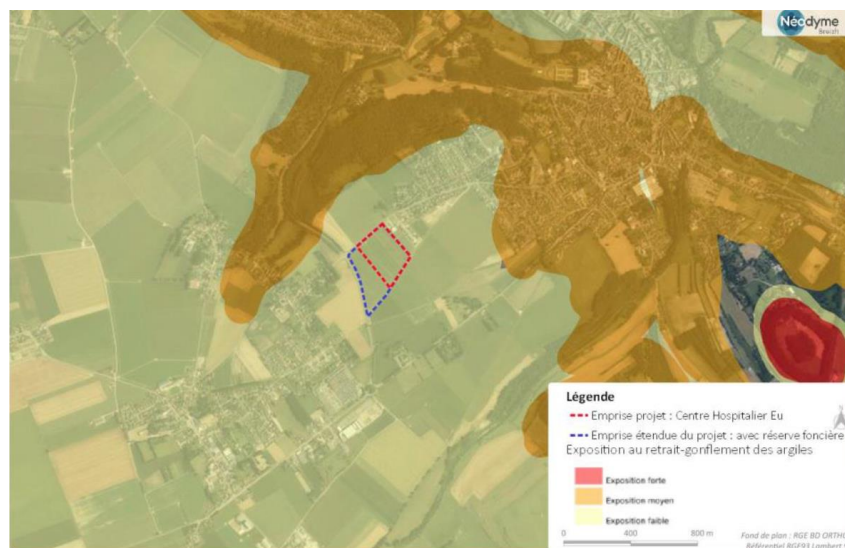 Néodyme
Breizh
Légende
Emprise projet : Centre Hospitalier Eu
Emprise étendue du projet : avec réserve foncière
Exposition au retrait-gonflement des argiles
Exposition forte
Exposition moyen
Exposition faible
0 400 800 m
Fond de plan : RGE BD ORTHO
Référentiel RGF93 Lambert